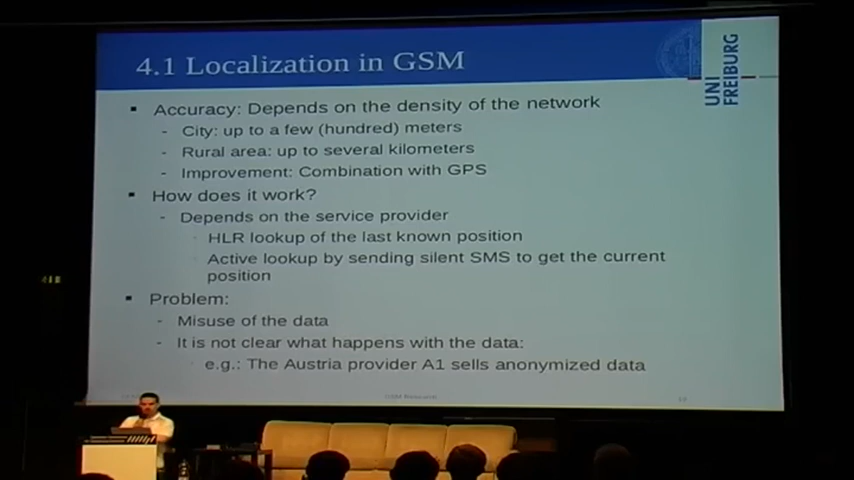 4.1 Localization in GSM
UNI
FREIBURG
Accuracy: Depends on the density of the network
- City: up to a few (hundred) meters
- Rural area: up to several kilometers
- Improvement: Combination with GPS
How does it work?
- Depends on the service provider
HLR lookup of the last known position
Active lookup by sending silent SMS to get the current
position
Problem:
- Misuse of the data
- It is not clear what happens with the data:
e.g.: The Austria provider A1 sells anonymized data